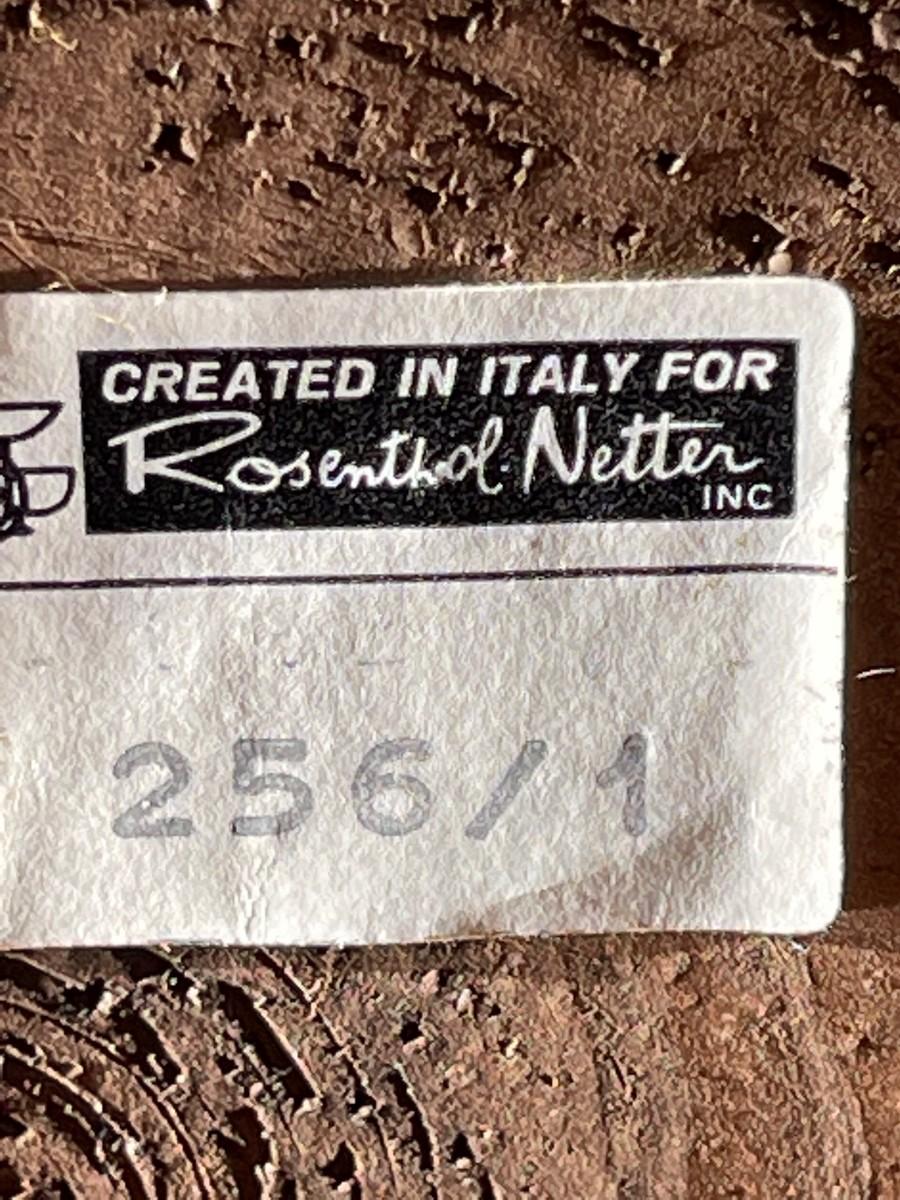 CREATED IN ITALY FOR
Rosenthal-Netter
INC
256/1